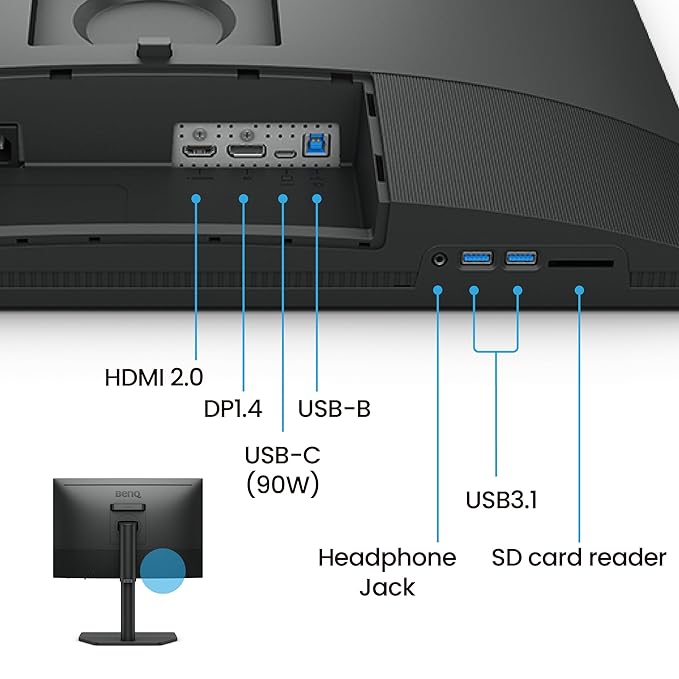 HDMI 2.0
DP1.4
USB-B
USB-C
(90W)
USB3.1
Headphone
Jack
SD card reader
BenQ